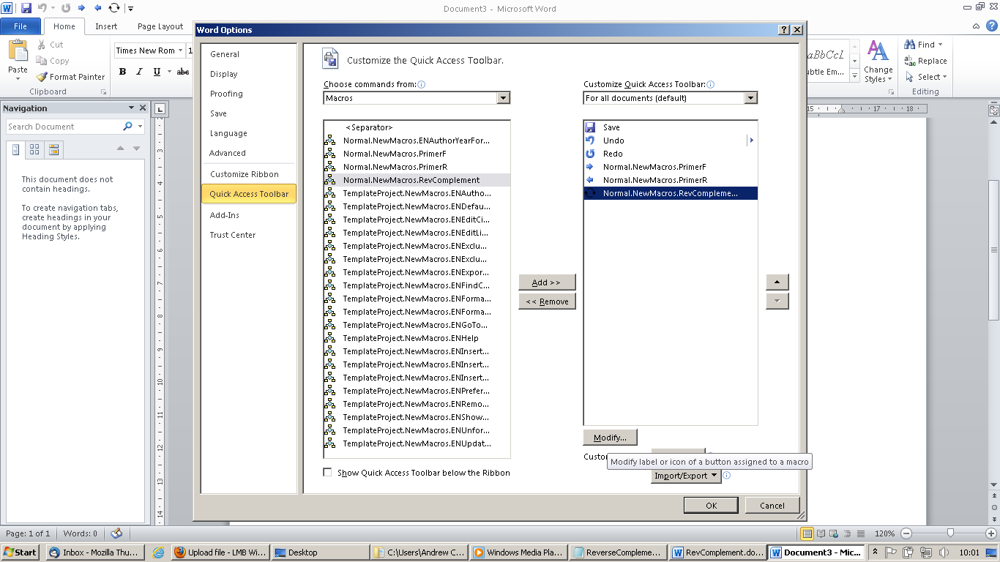 Document3 - Microsoft Word
File Home Insert Page Layout
Times New Rom 1
Paste
Cut
Copy
Format Painter
Clipboard
B I U abc
AaBbCcI
Change Styles
Find
Replace
Select
Editing
Navigation
Search Document
This document does not
contain headings.
To create navigation tabs,
create headings in your
document by applying
Heading Styles.
Word Options
General
Display
Proofing
Save
Language
Advanced
Customize Ribbon
Quick Access Toolbar
Add-Ins
Trust Center
Customize the Quick Access Toolbar.
Choose commands from:
Macros
<Separator>
Normal.NewMacros.ENAuthorYearFor...
Normal.NewMacros.PrimerF
Normal.NewMacros.PrimerR
Normal.NewMacros.RevComplement
TemplateProject.NewMacros.ENAutho...
TemplateProject.NewMacros.ENDefau...
TemplateProject.NewMacros.ENEditCi...
TemplateProject.NewMacros.ENEditLi...
TemplateProject.NewMacros.ENExclu...
TemplateProject.NewMacros.ENExclu...
TemplateProject.NewMacros.ENExpor...
TemplateProject.NewMacros.ENFindC...
TemplateProject.NewMacros.ENForma...
TemplateProject.NewMacros.ENForma...
TemplateProject.NewMacros.ENGoTo...
TemplateProject.NewMacros.ENHelp
TemplateProject.NewMacros.ENInsert...
TemplateProject.NewMacros.ENInsert...
TemplateProject.NewMacros.ENInsert...
TemplateProject.NewMacros.ENPrefer...
TemplateProject.NewMacros.ENRemo...
TemplateProject.NewMacros.ENShow...
TemplateProject.NewMacros.ENUnfor...
TemplateProject.NewMacros.ENUpdat...
Show Quick Access Toolbar below the Ribbon
Add >>
<< Remove
Customize Quick Access Toolbar:
For all documents (default)
Save
Undo
Redo
Normal.NewMacros.PrimerF
Normal.NewMacros.PrimerR
Normal.NewMacros.RevCompleme...
Modify...
Custo
Modify label or icon of a button assigned to a macro
Import/Export
OK Cancel
15 16 17 18
Page: 1 of 1 Words: 0
120%
Start Inbox - Mozilla Thu... Upload file - LMB Wi... Desktop C:\Users\Andrew C... Windows Media Pla... ReverseCompleme... RevComplement.do... Document3 - Mic... 10:01